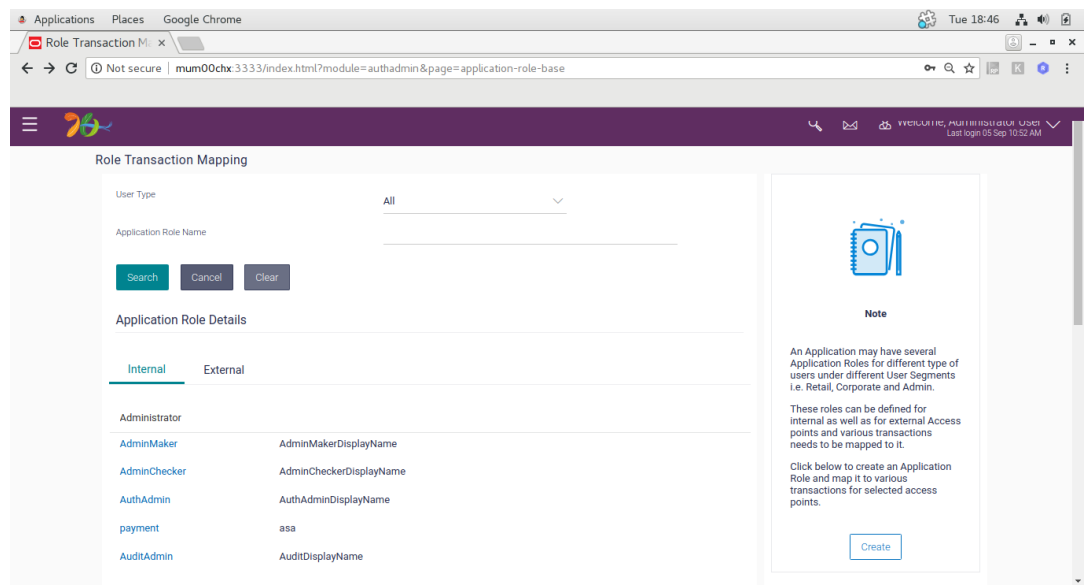 Applications Places Google Chrome Tue 18:46
Role Transaction Ma
Not secure | mum00chx:3333/index.html?module=authadmin&page=application-role-base
Welcome, Administrator User
Last login 05 Sep 10:52 AM
Role Transaction Mapping
User Type All
Application Role Name
Search Cancel Clear
Application Role Details
Internal External
Administrator
AdminMaker AdminMakerDisplayName
AdminChecker AdminCheckerDisplayName
AuthAdmin AuthAdminDisplayName
payment asa
AuditAdmin AuditDisplayName
Note
An Application may have several
Application Roles for different type of
users under different User Segments
i.e. Retail, Corporate and Admin.
These roles can be defined for
internal as well as for external Access
points and various transactions
needs to be mapped to it.
Click below to create an Application
Role and map it to various
transactions for selected access
points.
Create